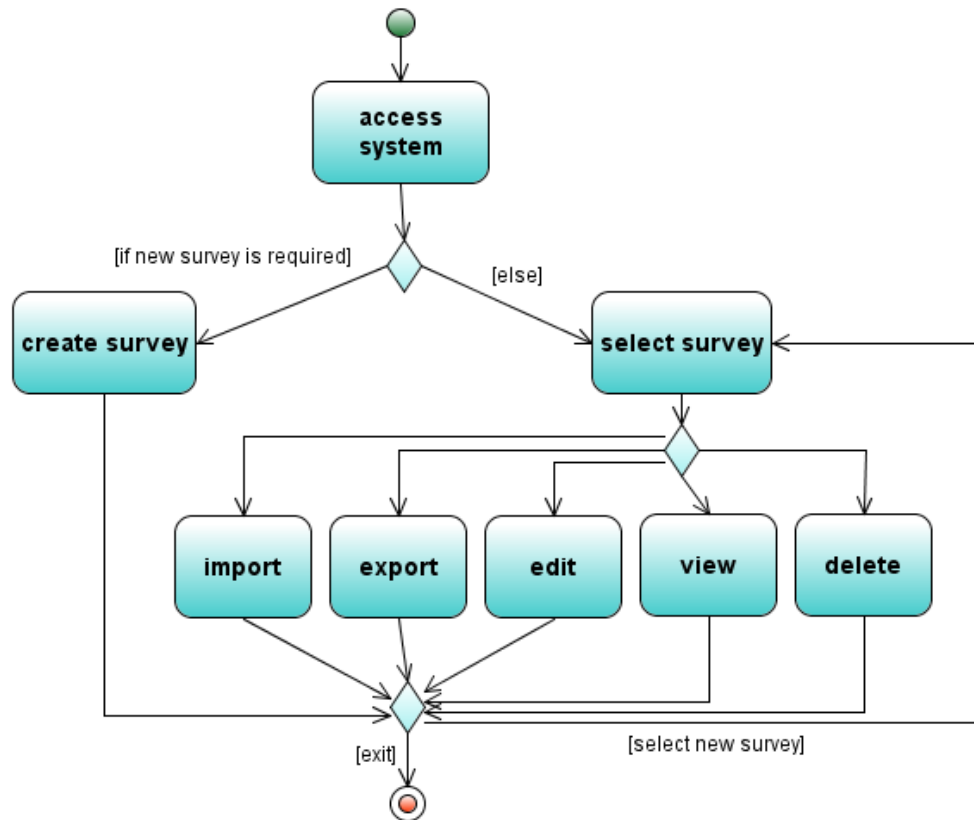 access
system
[if new survey is required]
[else]
create survey
select survey
import
export
edit
view
delete
[exit]
[select new survey]